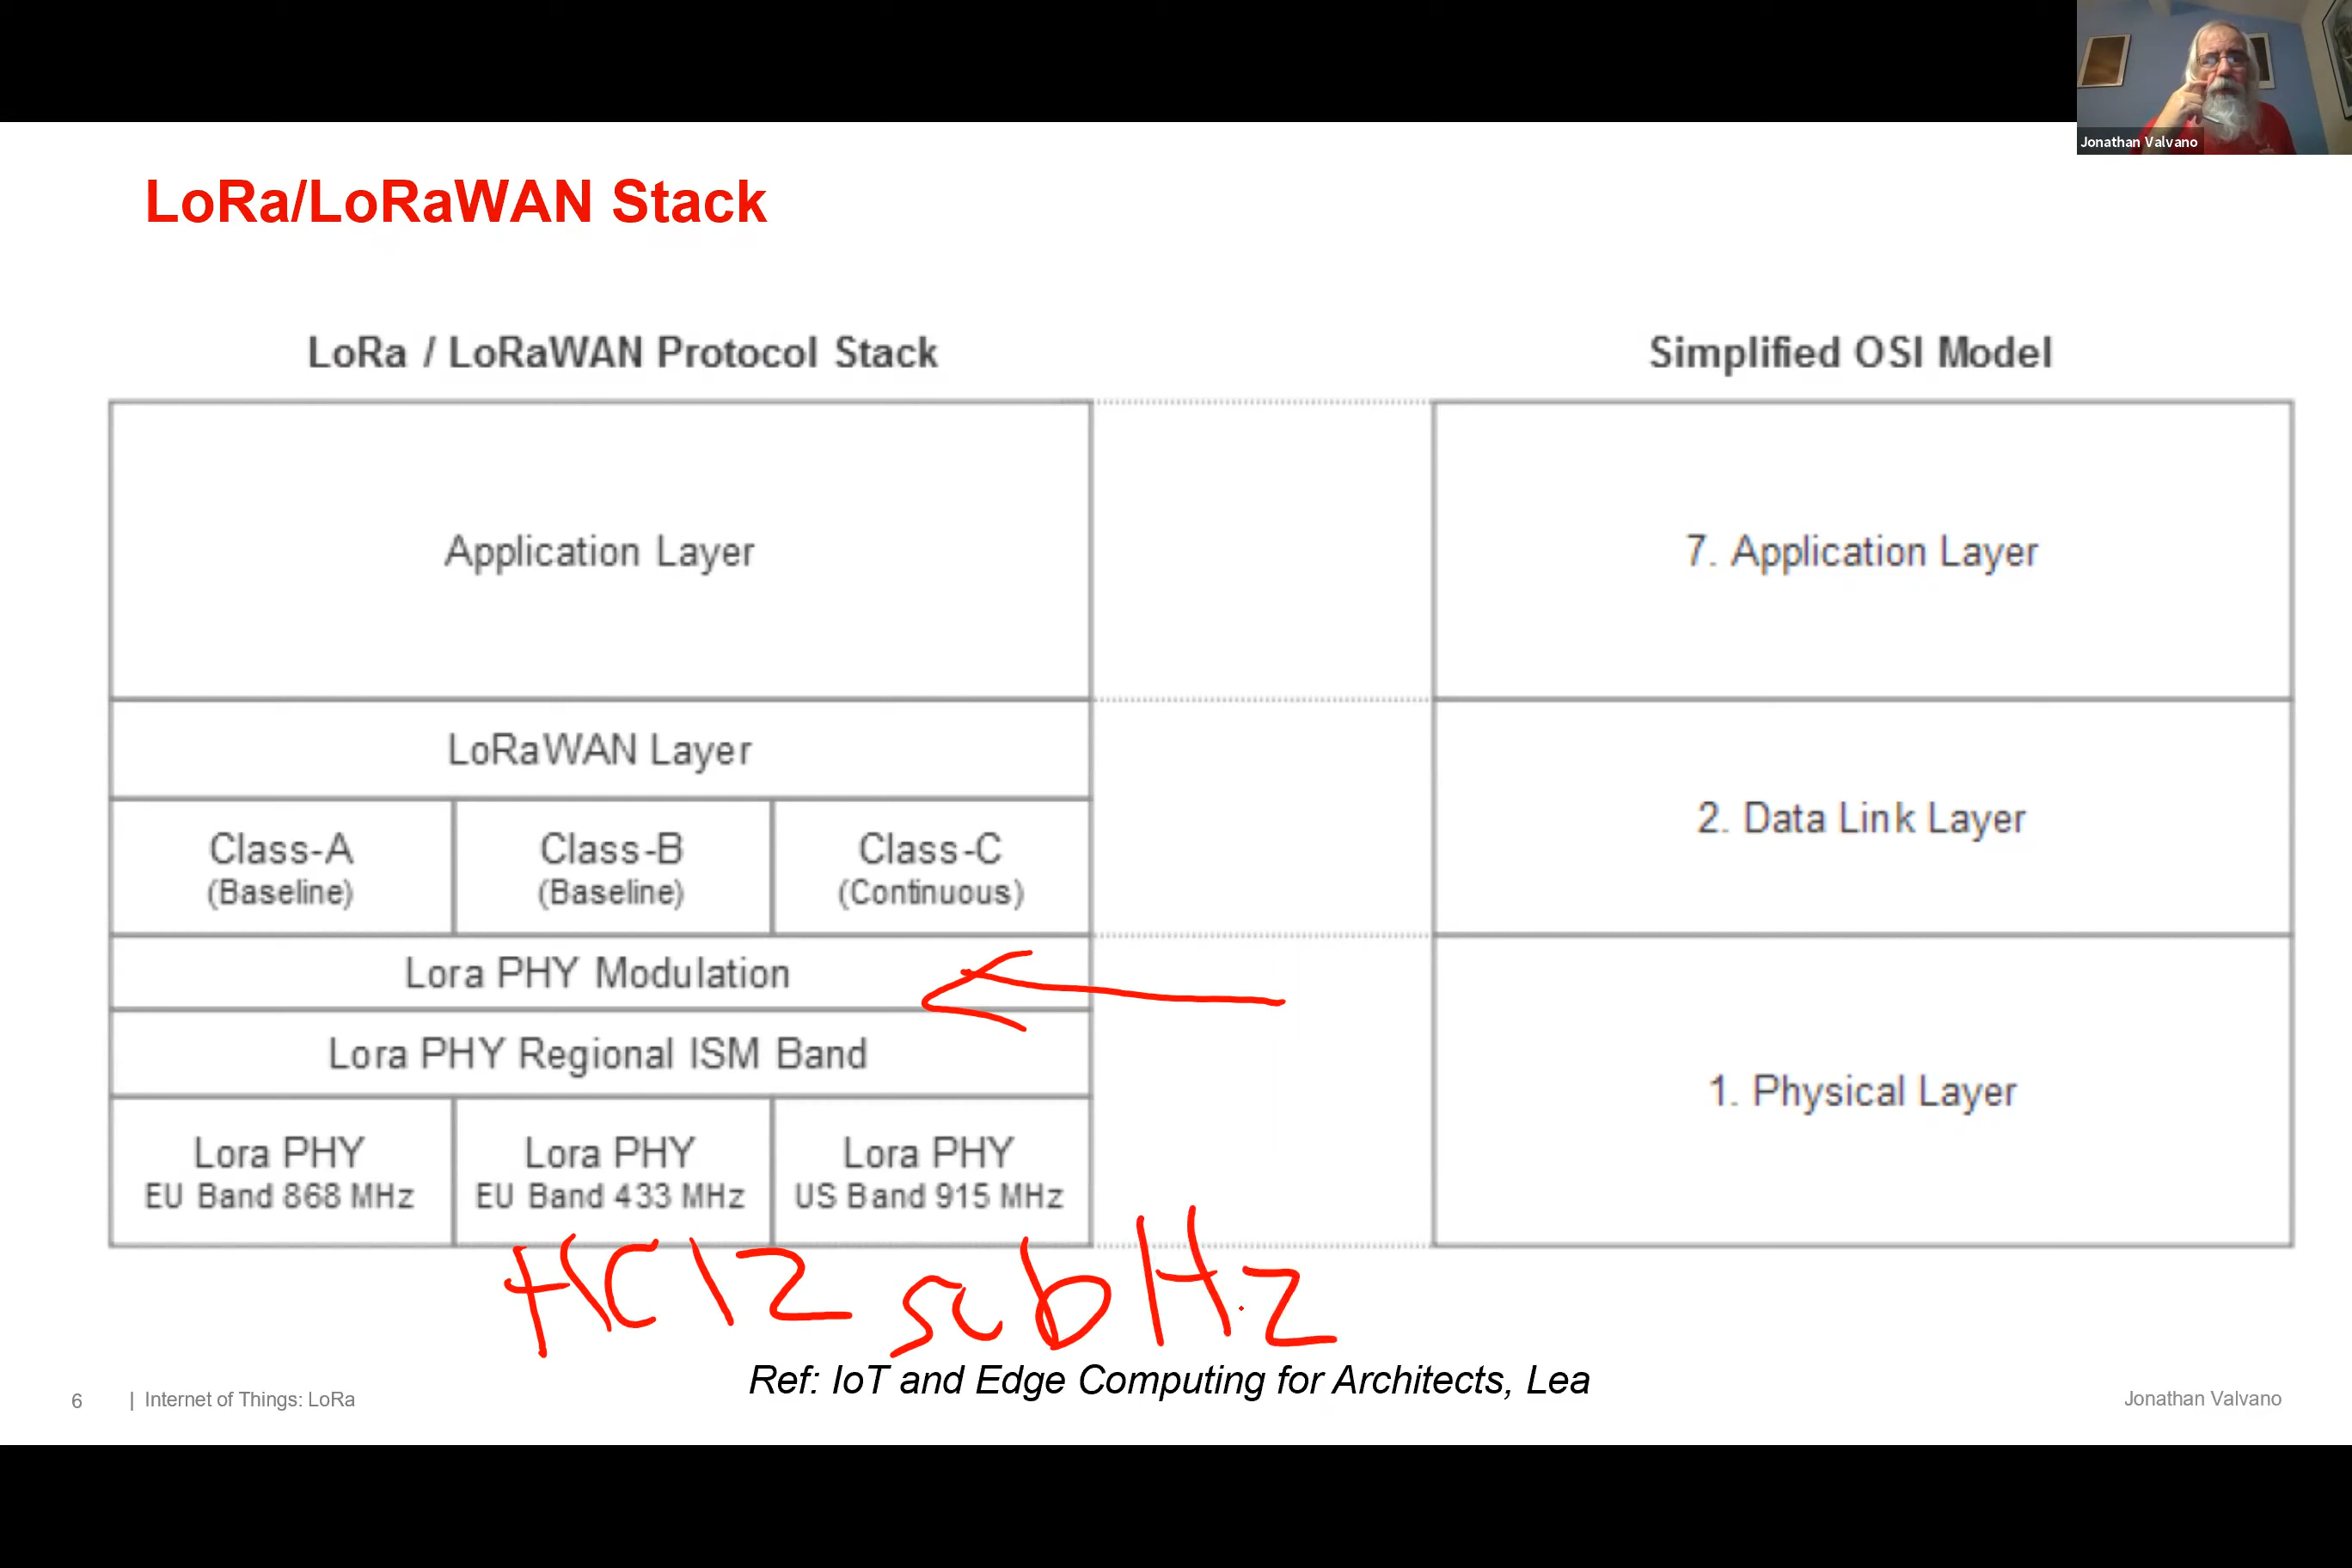 Jonathan Valvano
LoRa/LoRaWAN Stack
LoRa / LoRaWAN Protocol Stack
Simplified OSI Model
Application Layer
7. Application Layer
LoRaWAN Layer
2. Data Link Layer
Class-A
(Baseline)
Class-B
(Baseline)
Class-C
(Continuous)
Lora PHY Modulation
Lora PHY Regional ISM Band
1. Physical Layer
Lora PHY
EU Band 868 MHz
Lora PHY
EU Band 433 MHz
Lora PHY
US Band 915 MHz
HC12 subHz
Ref: IoT and Edge Computing for Architects, Lea
6 | Internet of Things: LoRa
Jonathan Valvano